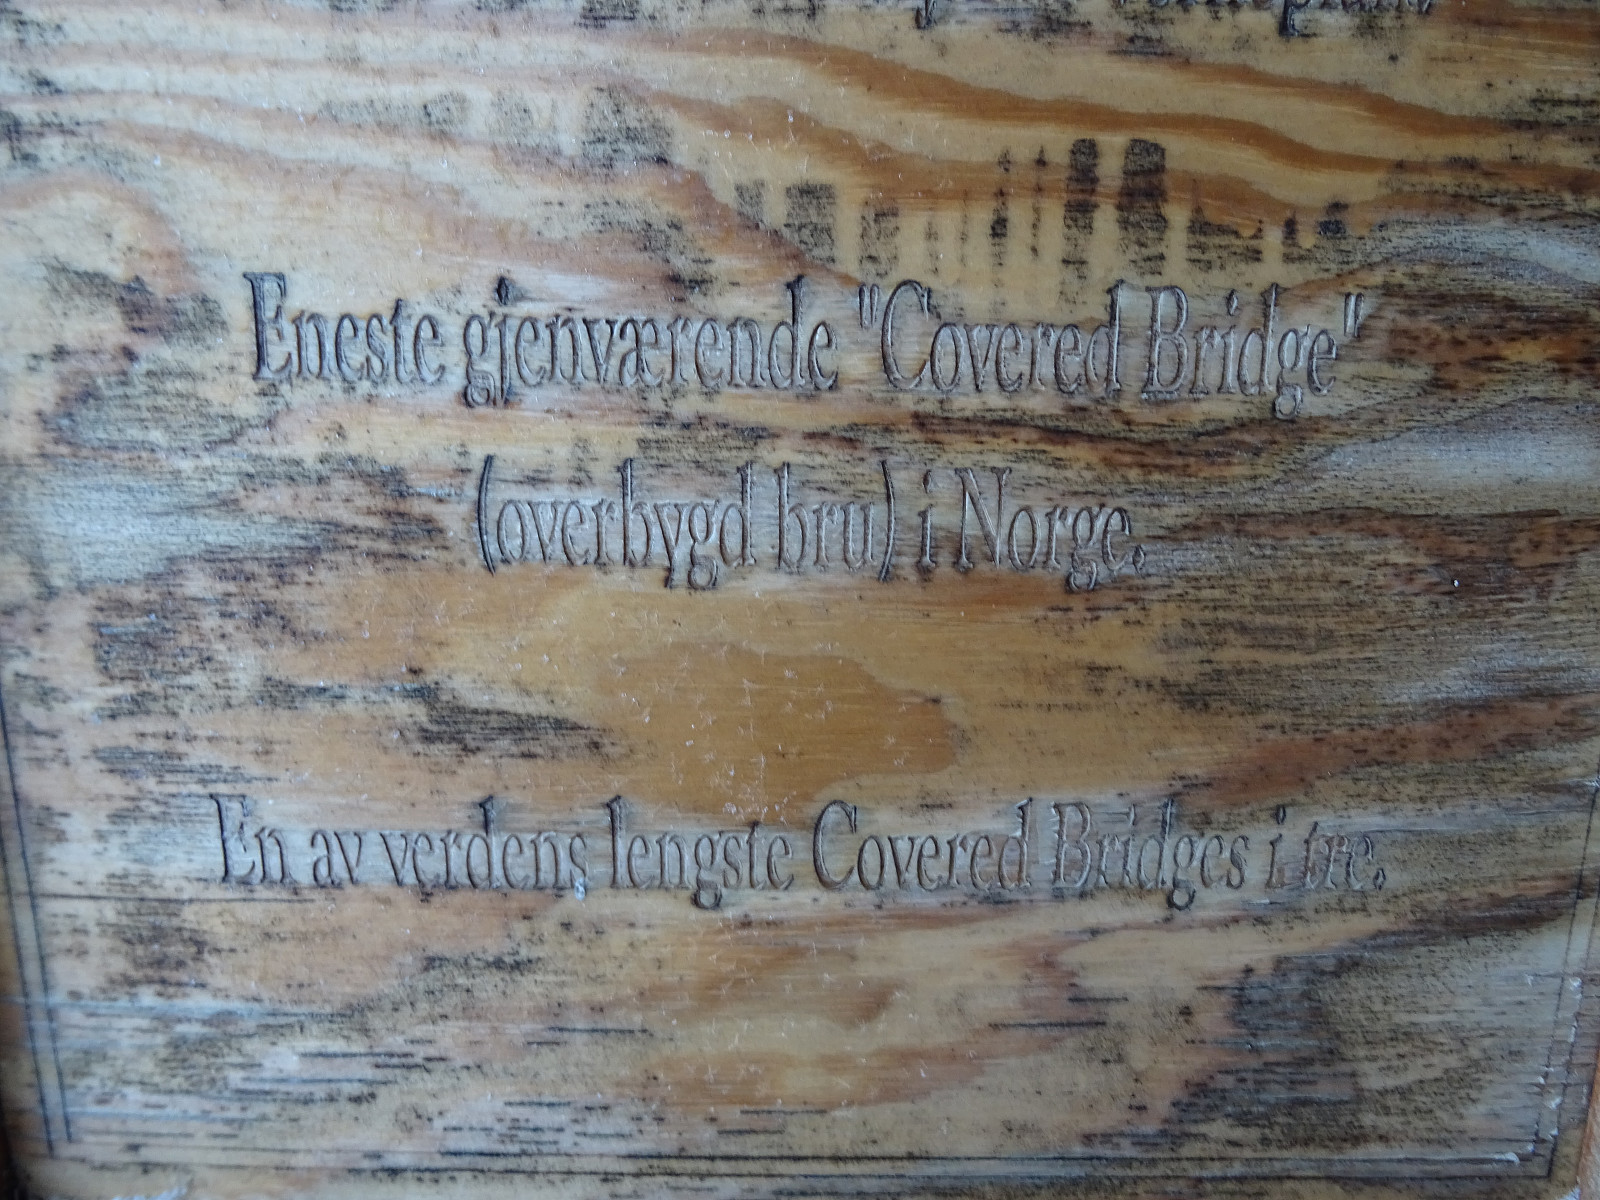 Eneste gjenværende "Covered Bridge"
(overbygd bru) i Norge.
En av verdens lengste Covered Bridges i tre.